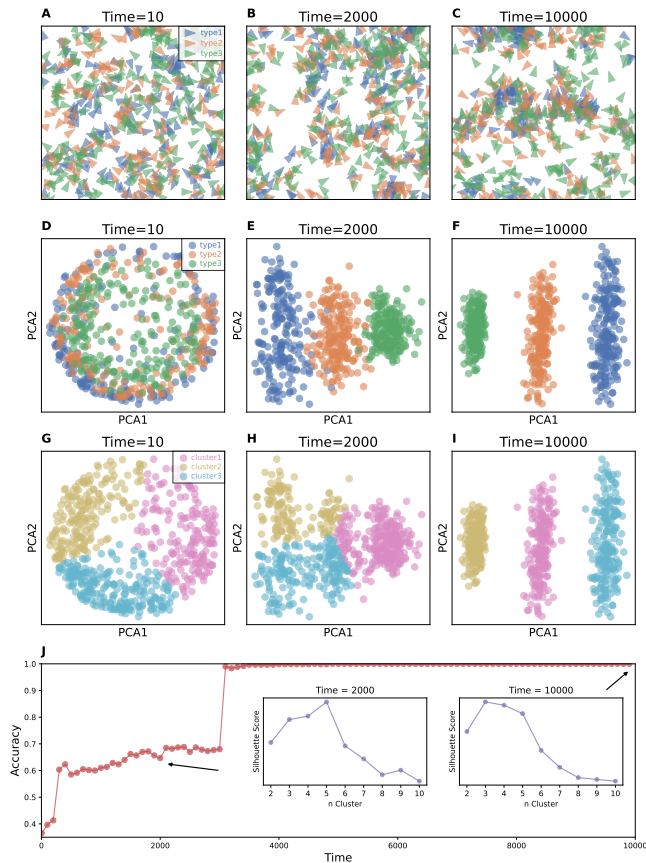 A Time=10
B Time=2000
C Time=10000
type1
type2
type3
D Time=10
E Time=2000
F Time=10000
type1
type2
type3
PCA2
PCA2
PCA2
PCA1
PCA1
PCA1
G Time=10
H Time=2000
I Time=10000
cluster1
cluster2
cluster3
PCA2
PCA2
PCA2
PCA1
PCA1
PCA1
J
1.0
0.9
0.8
0.7
0.6
0.5
0.4
Accuracy
Time = 2000
Silhouette Score
2 3 4 5 6 7 8 9 10
n Cluster
Time = 10000
Silhouette Score
2 3 4 5 6 7 8 9 10
n Cluster
0 2000 4000 6000 8000 10000
Time